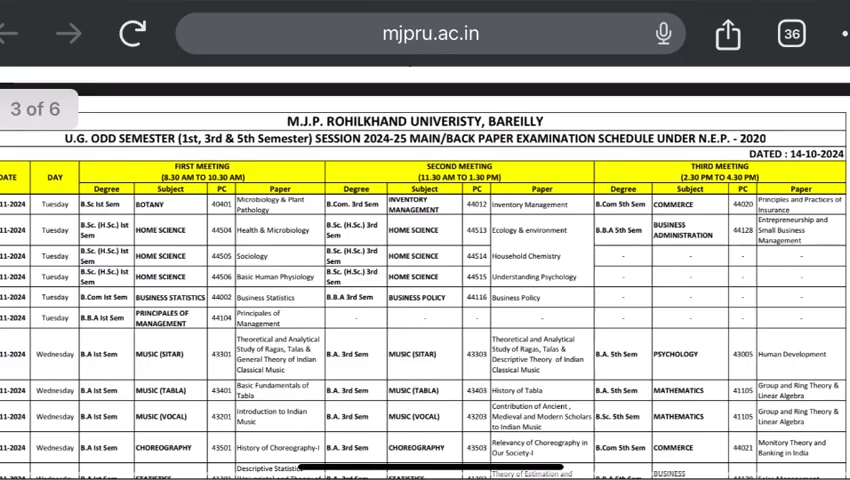 mjpru.ac.in
36
3 of 6
M.J.P. ROHILKHAND UNIVERISTY, BAREILLY
U.G. ODD SEMESTER (1st, 3rd & 5th Semester) SESSION 2024-25 MAIN/BACK PAPER EXAMINATION SCHEDULE UNDER N.E.P. - 2020
DATED : 14-10-2024
DATE DAY FIRST MEETING (8.30 AM TO 10.30 AM) SECOND MEETING (11.30 AM TO 1.30 PM) THIRD MEETING (2.30 PM TO 4.30 PM)
Degree Subject PC Paper Degree Subject PC Paper Degree Subject PC Paper
11-2024 Tuesday B.Sc Ist Sem BOTANY 40401 Microbiology & Plant Pathology B.Com. 3rd Sem INVENTORY MANAGEMENT 44012 Inventory Management B.Com 5th Sem COMMERCE 44020 Principles and Practices of Insurance
11-2024 Tuesday B.Sc. (H.Sc.) Ist Sem HOME SCIENCE 44504 Health & Microbiology B.Sc. (H.Sc.) 3rd Sem HOME SCIENCE 44513 Ecology & environment B.B.A 5th Sem BUSINESS ADMINISTRATION 44128 Entrepreneurship and Small Business Management
11-2024 Tuesday B.Sc. (H.Sc.) Ist Sem HOME SCIENCE 44505 Sociology B.Sc. (H.Sc.) 3rd Sem HOME SCIENCE 44514 Household Chemistry - - - -
11-2024 Tuesday B.Sc. (H.Sc.) Ist Sem HOME SCIENCE 44506 Basic Human Physiology B.Sc. (H.Sc.) 3rd Sem HOME SCIENCE 44515 Understanding Psychology - - - -
11-2024 Tuesday B.Com Ist Sem BUSINESS STATISTICS 44002 Business Statistics B.B.A 3rd Sem BUSINESS POLICY 44116 Business Policy - - - -
11-2024 Tuesday B.B.A Ist Sem PRINCIPLES OF MANAGEMENT 44104 Principles of Management - - - - - - - -
11-2024 Wednesday B.A Ist Sem MUSIC (SITAR) 43301 Theoretical and Analytical Study of Ragas, Talas & General Theory of Indian Classical Music B.A. 3rd Sem MUSIC (SITAR) 43303 Theoretical and Analytical Study of Ragas, Talas & Descriptive Theory of Indian Classical Music B.A. 5th Sem PSYCHOLOGY 43005 Human Development
11-2024 Wednesday B.A Ist Sem MUSIC (TABLA) 43401 Basic Fundamentals of Tabla B.A. 3rd Sem MUSIC (TABLA) 43403 History of Tabla B.A. 5th Sem MATHEMATICS 41105 Group and Ring Theory & Linear Algebra
11-2024 Wednesday B.A Ist Sem MUSIC (VOCAL) 43201 Introduction to Indian Music B.A. 3rd Sem MUSIC (VOCAL) 43203 Contribution of Ancient , Medieval and Modern Scholars to Indian Music B.Sc. 5th Sem MATHEMATICS 41105 Group and Ring Theory & Linear Algebra
11-2024 Wednesday B.A Ist Sem CHOREOGRAPHY 43501 History of Choreography-I B.A. 3rd Sem CHOREOGRAPHY 43503 Relevancy of Choreography in Our Society-I B.Com 5th Sem COMMERCE 44021 Monitory Theory and Banking in India
Descriptive Statistics Theory of Estimation and BUSINESS